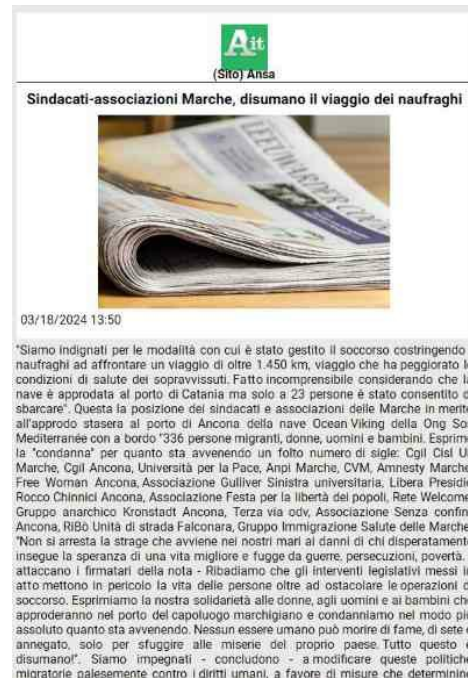 Ait
(Sito) Ansa
Sindacati-associazioni Marche, disumano il viaggio dei naufraghi
LEEUWARDER COU
03/18/2024 13:50
"Siamo indignati per le modalità con cui è stato gestito il soccorso costringendo
naufraghi ad affrontare un viaggio di oltre 1.450 km, viaggio che ha peggiorato l
condizioni di salute dei sopravvissuti. Fatto incomprensibile considerando che l
nave è approdata al porto di Catania ma solo a 23 persone è stato consentito d
sbarcare". Questa la posizione dei sindacati e associazioni delle Marche in merit
all'approdo stasera al porto di Ancona della nave Ocean Viking della Ong So
Mediterranée con a bordo "336 persone migranti, donne, uomini e bambini. Esprim
la "condanna" per quanto sta avvenendo un folto numero di sigle: Cgil Cisl Ui
Marche, Cgil Ancona, Università per la Pace, Anpi Marche, CVM, Amnesty Marche
Free Woman Ancona, Associazione Gulliver Sinistra universitaria, Libera Presidio
Rocco Chinnici Ancona, Associazione Festa per la libertà dei popoli, Rete Welcome
Gruppo anarchico Kronstadt Ancona, Terza via odv, Associazione Senza confin
Ancona, RiBò Unità di strada Falconara, Gruppo Immigrazione Salute delle Marche
"Non si arresta la strage che avviene nei nostri mari ai danni di chi disperatamente
insegue la speranza di una vita migliore e fugge da guerre, persecuzioni, povertà.
attaccano i firmatari della nota - Ribadiamo che gli interventi legislativi messi in
atto mettono in pericolo la vita delle persone oltre ad ostacolare le operazioni d
soccorso. Esprimiamo la nostra solidarietà alle donne, agli uomini e ai bambini che
approderanno nel porto del capoluogo marchigiano e condanniamo nel modo più
assoluto quanto sta avvenendo. Nessun essere umano può morire di fame, di sete o
annegato, solo per sfuggire alle miserie del proprio paese. Tutto questo è
disumano!". Siamo impegnati - concludono - a modificare queste politiche
migratorie palesemente contro i diritti umani, a favore di misure che determinino